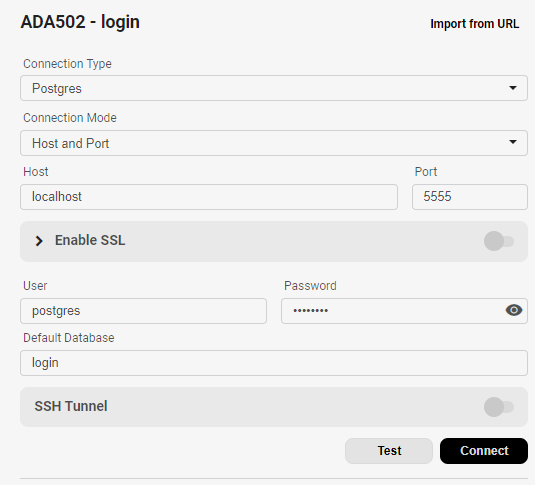 ADA502 - login
Import from URL
Connection Type
Postgres
Connection Mode
Host and Port
Host Port
localhost 5555
Enable SSL
User Password
postgres ••••••••
Default Database
login
SSH Tunnel
Test Connect